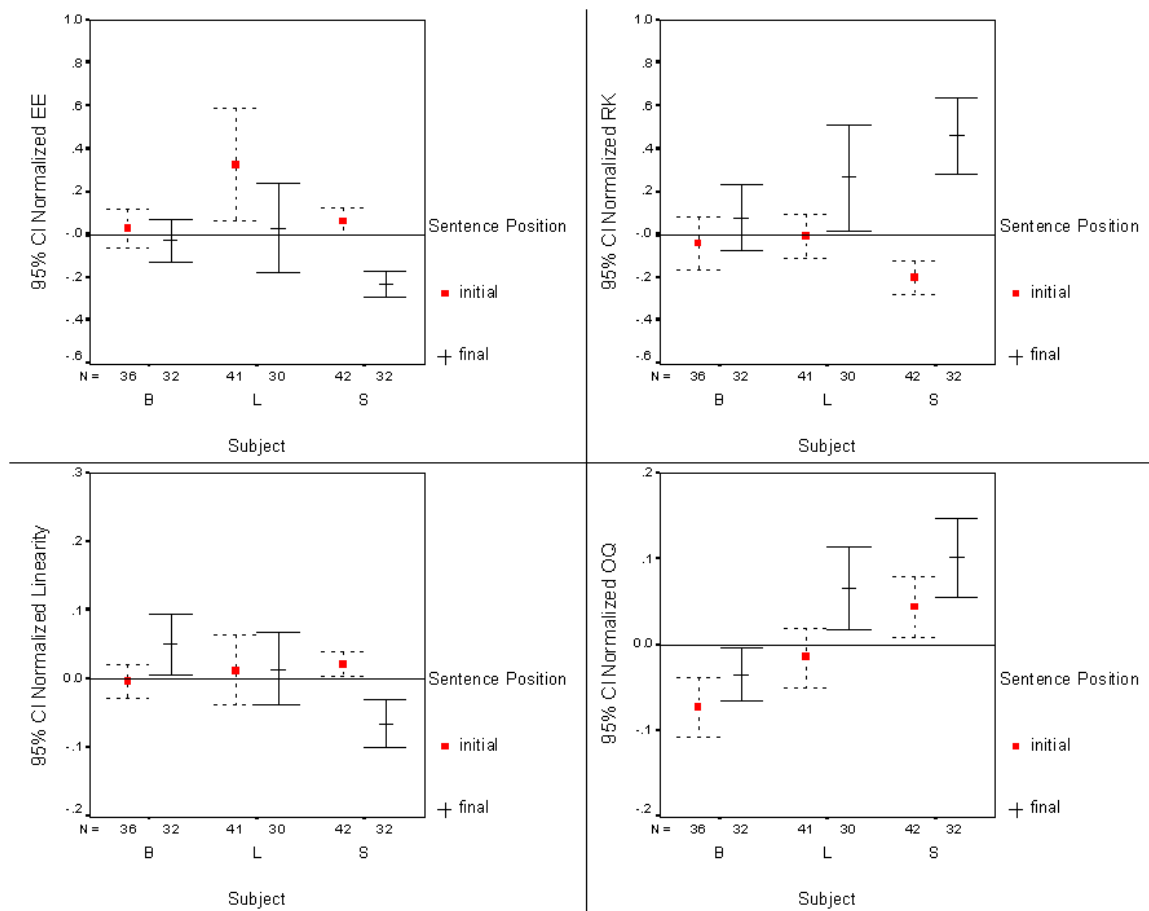 95% CI Normalized EE
1.0
.8
.6
.4
.2
-.0
-.2
-.4
-.6
N = 36 32 41 30 42 32
B L S
Subject
Sentence Position
initial
final
95% CI Normalized RK
1.0
.8
.6
.4
.2
-.0
-.2
-.4
-.6
N = 36 32 41 30 42 32
B L S
Subject
Sentence Position
initial
final
95% CI Normalized Linearity
.3
.2
.1
0.0
-.1
-.2
N = 36 32 41 30 42 32
B L S
Subject
Sentence Position
initial
final
95% CI Normalized OQ
.2
.1
0.0
-.1
-.2
N = 36 32 41 30 42 32
B L S
Subject
Sentence Position
initial
final